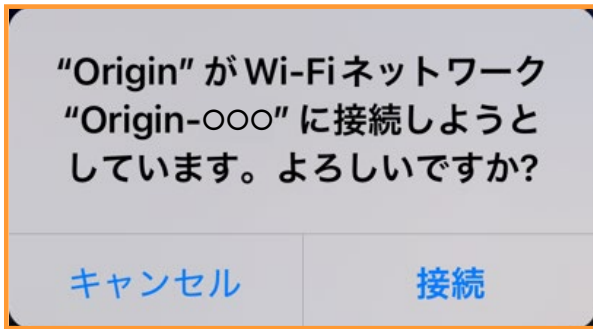 “Origin” がWi-Fiネットワーク
“Origin-○○○” に接続しようと
しています。よろしいですか?
キャンセル
接続